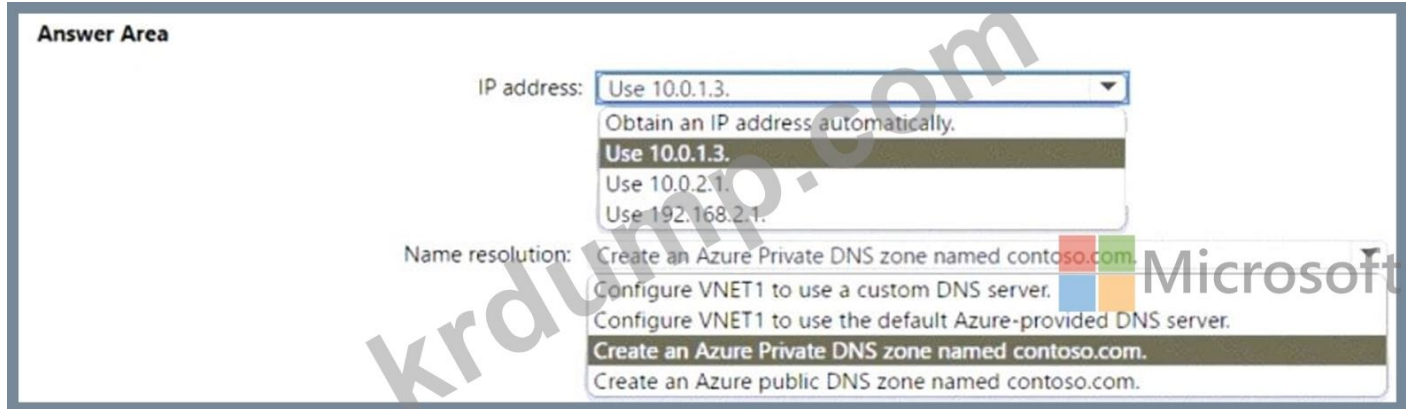 Answer Area
IP address: Use 10.0.1.3.
Obtain an IP address automatically.
Use 10.0.1.3.
Use 10.0.2.1.
Use 192.168.2.1.
Name resolution: Create an Azure Private DNS zone named contoso.com.
Configure VNET1 to use a custom DNS server.
Microsoft
Configure VNET1 to use the default Azure-provided DNS server.
Create an Azure Private DNS zone named contoso.com.
Create an Azure public DNS zone named contoso.com.
krdump.com